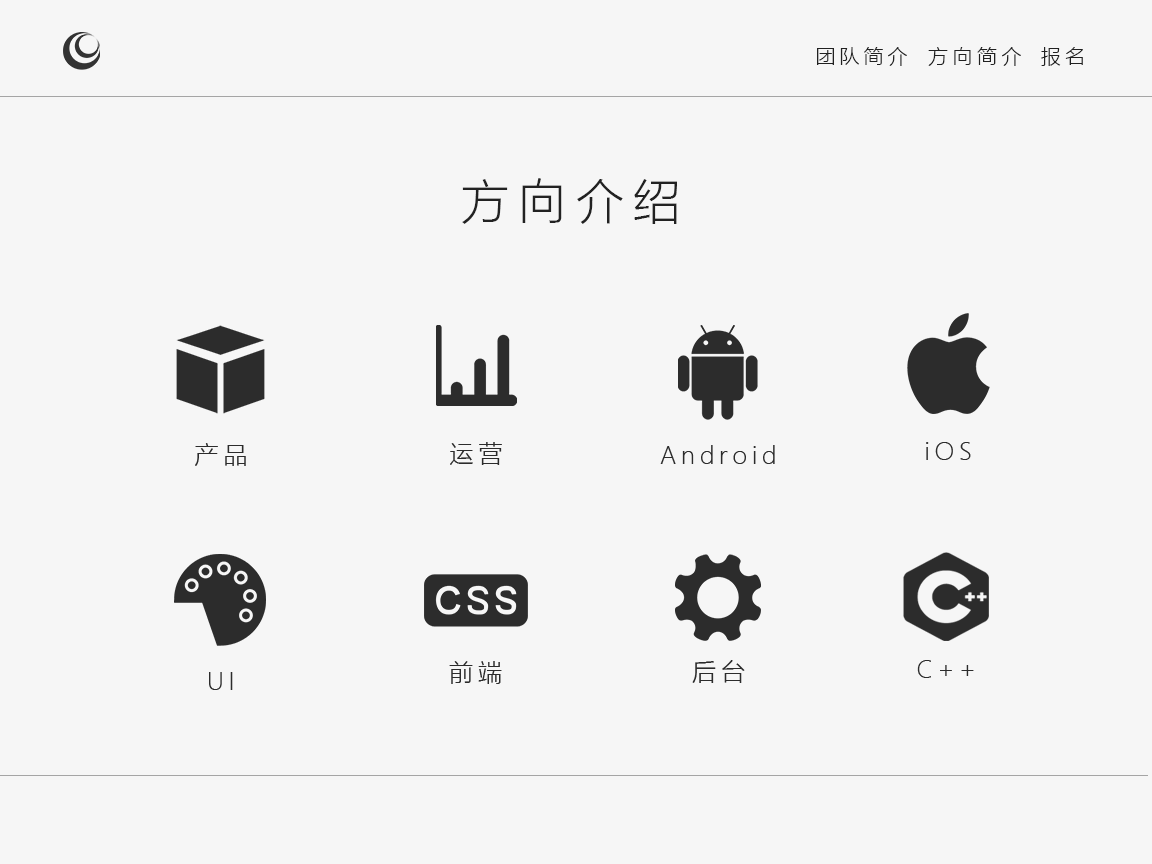 团队简介 方向简介 报名
方向介绍
产品 运营 Android iOS
CSS C++
UI 前端 后台 C++